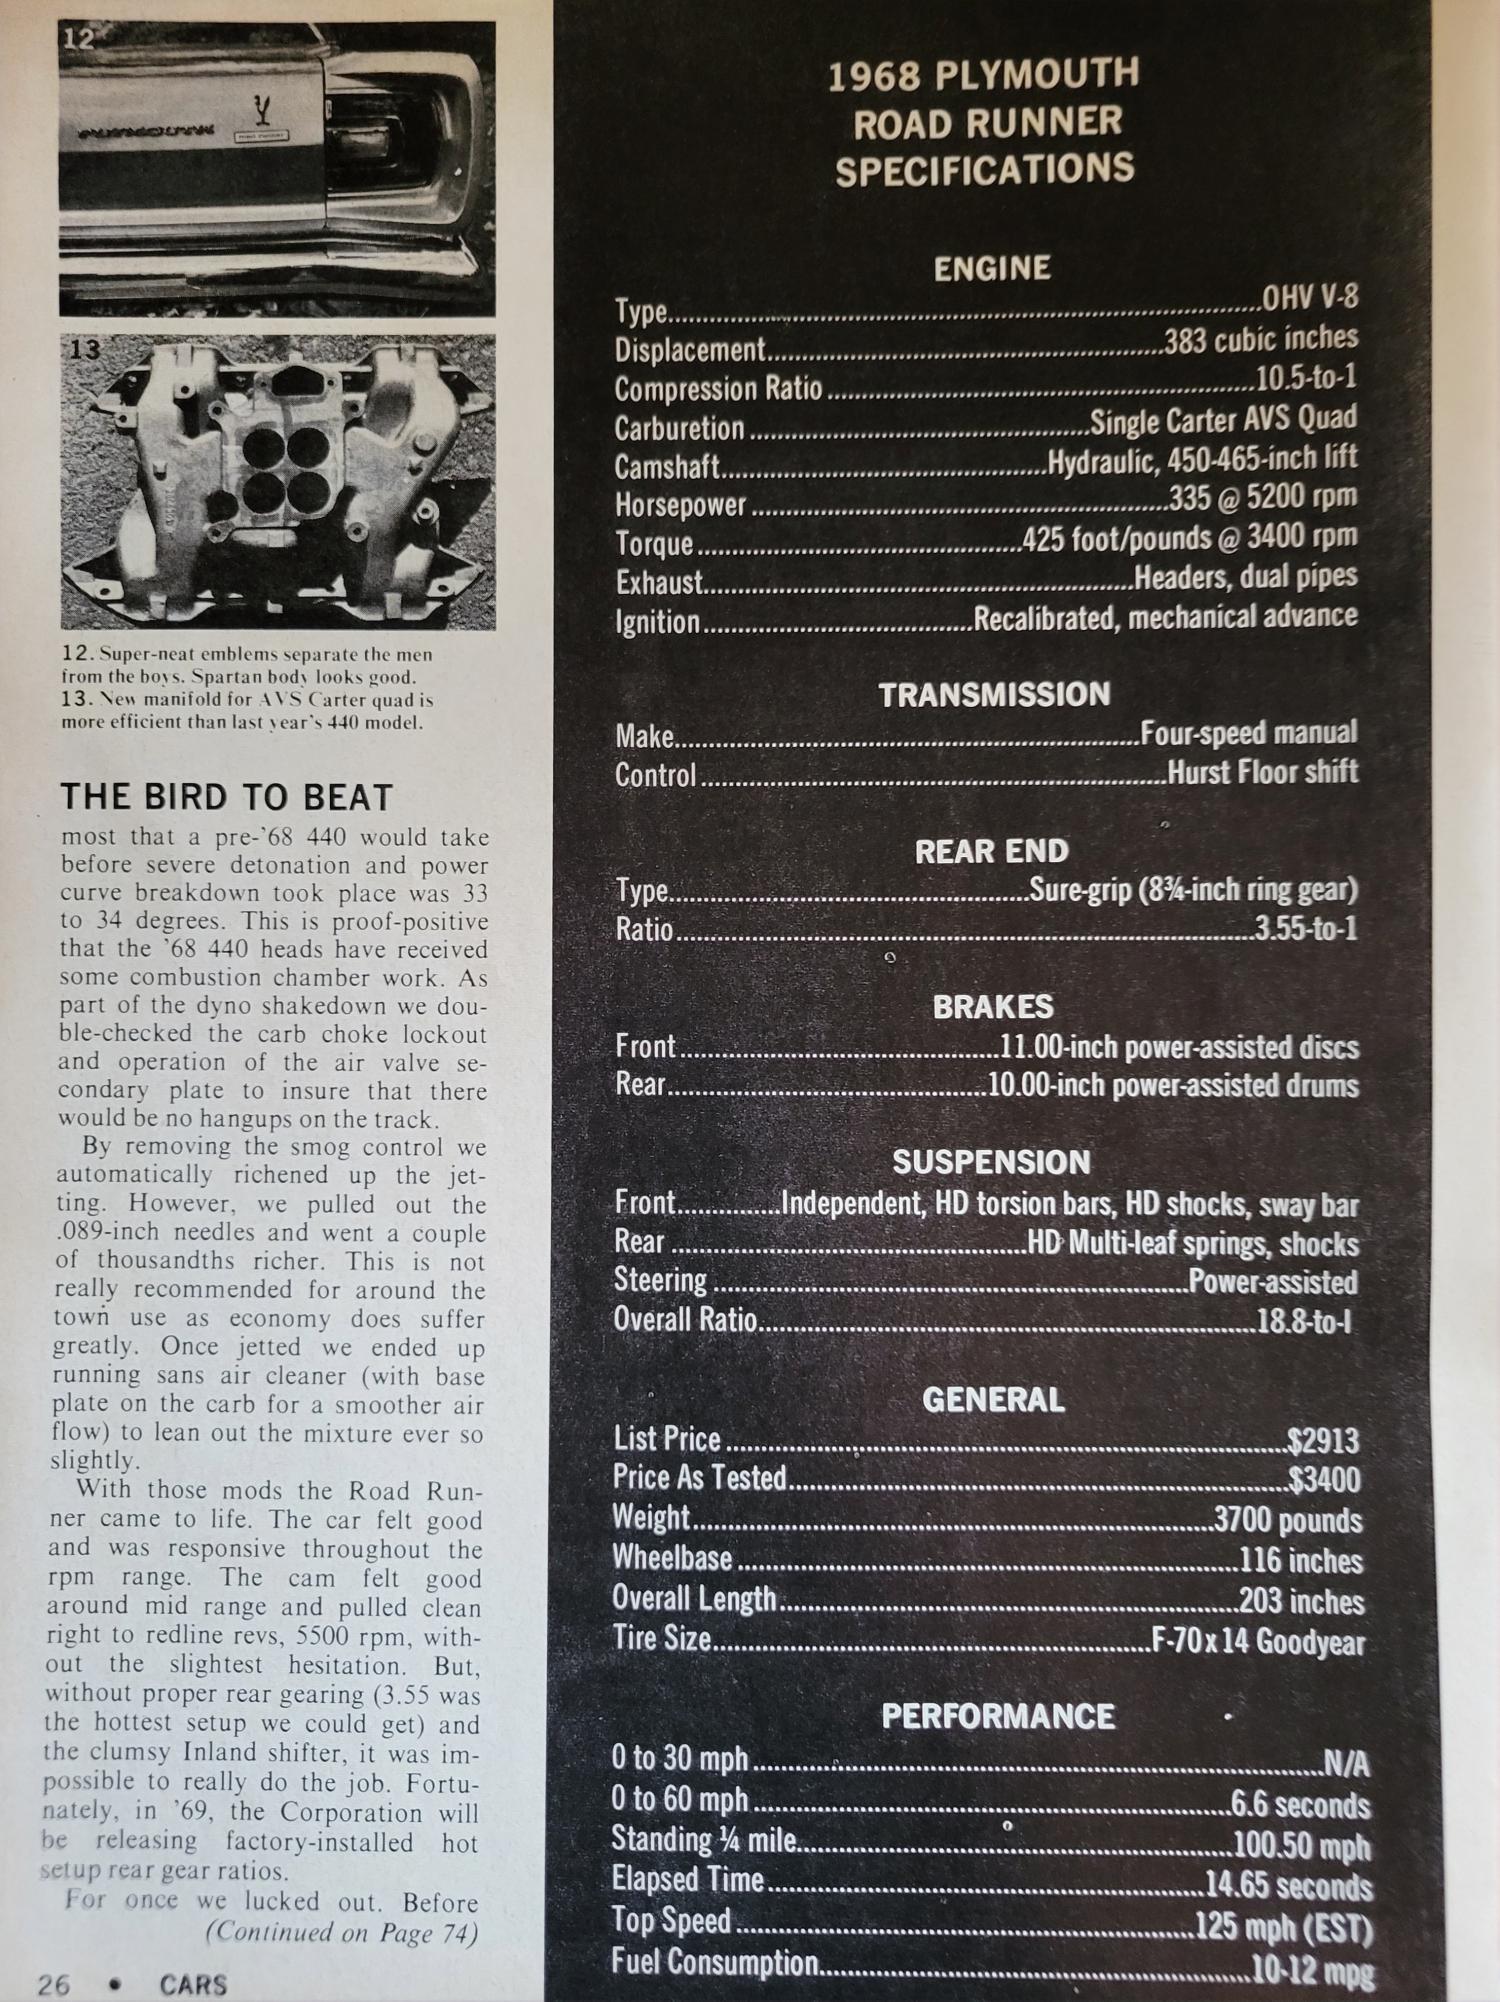 12
PLYMOUTH
road runner
13
12. Super-neat emblems separate the men
from the boys. Spartan body looks good.
13. New manifold for AVS Carter quad is
more efficient than last year's 440 model.
THE BIRD TO BEAT
most that a pre-'68 440 would take
before severe detonation and power
curve breakdown took place was 33
to 34 degrees. This is proof-positive
that the '68 440 heads have received
some combustion chamber work. As
part of the dyno shakedown we dou-
ble-checked the carb choke lockout
and operation of the air valve se-
condary plate to insure that there
would be no hangups on the track.
By removing the smog control we
automatically richened up the jet-
ting. However, we pulled out the
.089-inch needles and went a couple
of thousandths richer. This is not
really recommended for around the
town use as economy does suffer
greatly. Once jetted we ended up
running sans air cleaner (with base
plate on the carb for a smoother air
flow) to lean out the mixture ever so
slightly.
With those mods the Road Run-
ner came to life. The car felt good
and was responsive throughout the
rpm range. The cam felt good
around mid range and pulled clean
right to redline revs, 5500 rpm, with-
out the slightest hesitation. But,
without proper rear gearing (3.55 was
the hottest setup we could get) and
the clumsy Inland shifter, it was im-
possible to really do the job. Fortu-
nately, in '69, the Corporation will
be releasing factory-installed hot
setup rear gear ratios.
For once we lucked out. Before
(Continued on Page 74)
26 • CARS
1968 PLYMOUTH
ROAD RUNNER
SPECIFICATIONS
ENGINE
Type...OHV V-8
Displacement...383 cubic inches
Compression Ratio...10.5-to-1
Carburetion...Single Carter AVS Quad
Camshaft...Hydraulic, 450-465-inch lift
Horsepower...335 @ 5200 rpm
Torque...425 foot/pounds @ 3400 rpm
Exhaust...Headers, dual pipes
Ignition...Recalibrated, mechanical advance
TRANSMISSION
Make...Four-speed manual
Control...Hurst Floor shift
REAR END
Type...Sure-grip (8¾-inch ring gear)
Ratio...3.55-to-1
BRAKES
Front...11.00-inch power-assisted discs
Rear...10.00-inch power-assisted drums
SUSPENSION
Front...Independent, HD torsion bars, HD shocks, sway bar
Rear...HD Multi-leaf springs, shocks
Steering...Power-assisted
Overall Ratio...18.8-to-l
GENERAL
List Price...$2913
Price As Tested...$3400
Weight...3700 pounds
Wheelbase...116 inches
Overall Length...203 inches
Tire Size...F-70 x 14 Goodyear
PERFORMANCE
0 to 30 mph...N/A
0 to 60 mph...6.6 seconds
Standing ¼ mile...100.50 mph
Elapsed Time...14.65 seconds
Top Speed...125 mph (EST)
Fuel Consumption...10-12 mpg